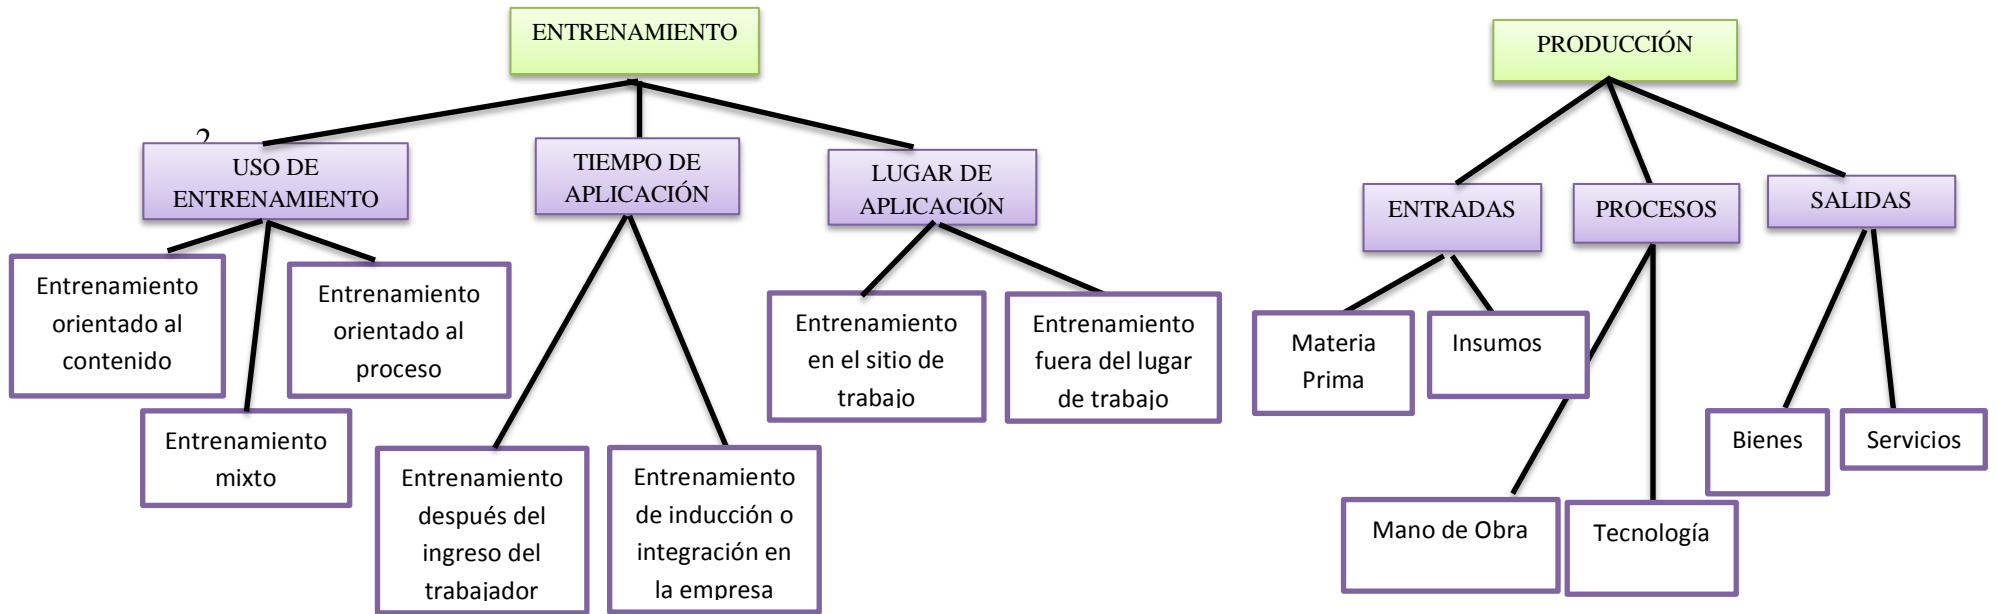 ENTRENAMIENTO
2
USO DE
ENTRENAMIENTO
TIEMPO DE
APLICACIÓN
LUGAR DE
APLICACIÓN
Entrenamiento
orientado al
contenido
Entrenamiento
mixto
Entrenamiento
orientado al
proceso
Entrenamiento
después del
ingreso del
trabajador
Entrenamiento
de inducción o
integración en
la empresa
Entrenamiento
en el sitio de
trabajo
Entrenamiento
fuera del lugar
de trabajo
PRODUCCIÓN
ENTRADAS
PROCESOS
SALIDAS
Materia
Prima
Insumos
Mano de Obra
Tecnología
Bienes
Servicios